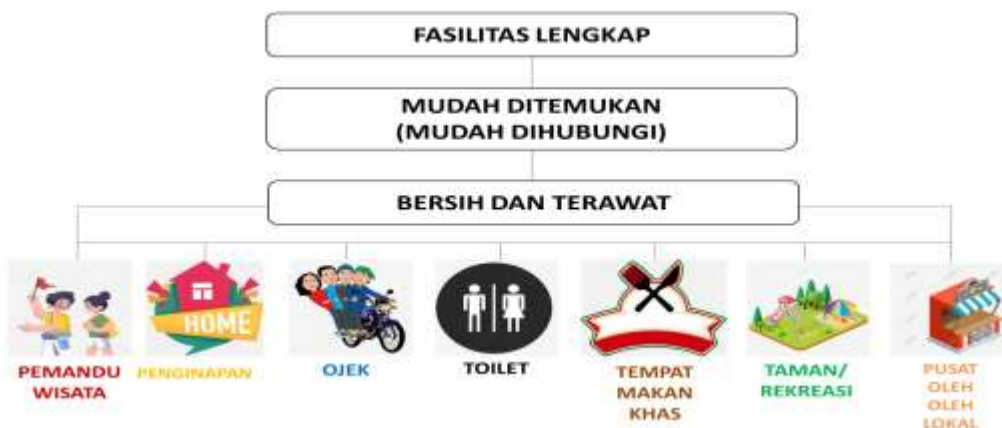 FASILITAS LENGKAP
MUDAH DITEMUKAN
(MUDAH DIHUBUNGI)
BERSIH DAN TERAWAT
HOME
PEMANDU
WISATA
PENGINAPAN
OJEK
TOILET
TEMPAT
MAKAN
KHAS
TAMAN/
REKREASI
PUSAT
OLEH
OLEH
LOKAL